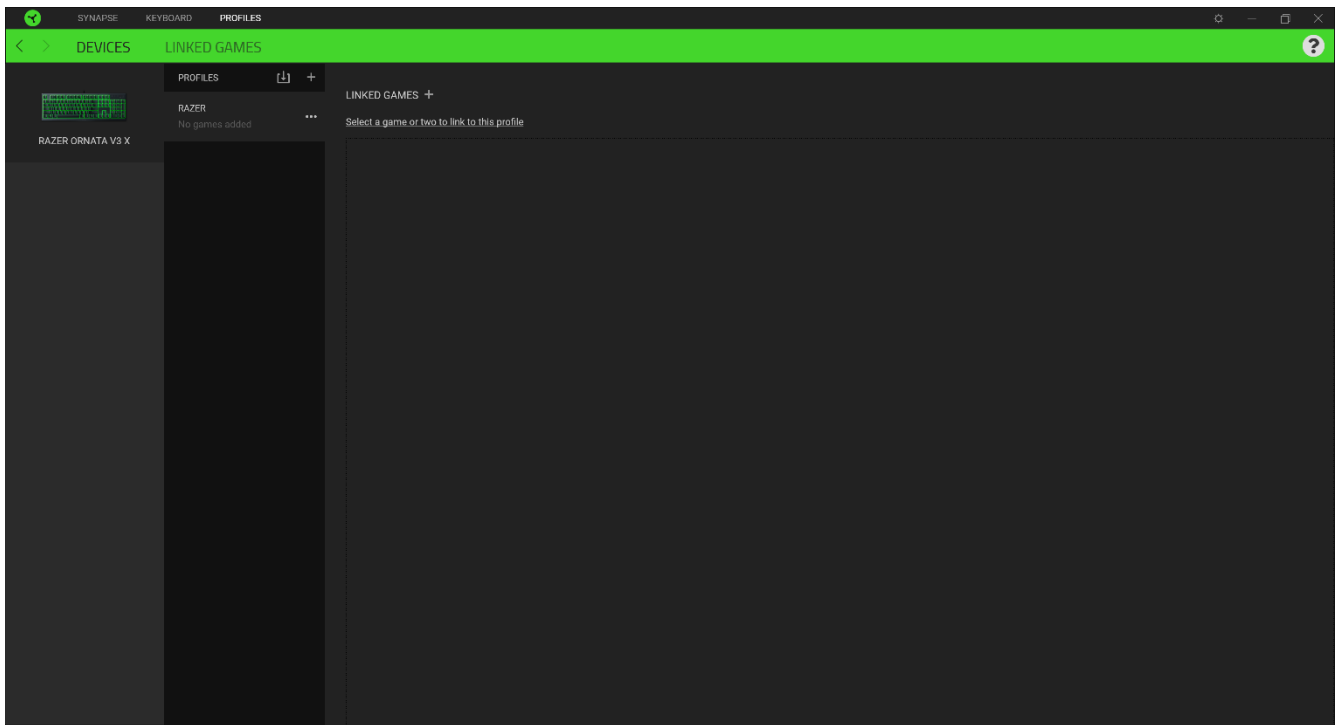 SYNAPSE KEYBOARD PROFILES
DEVICES LINKED GAMES ?
PROFILES
LINKED GAMES +
RAZER
Select a game or two to link to this profile
No games added
RAZER ORNATA V3 X